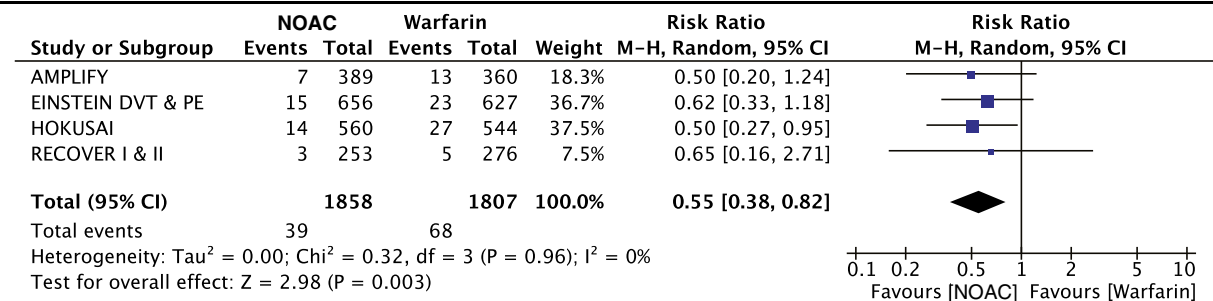 NOAC Warfarin Risk Ratio Risk Ratio
Study or Subgroup Events Total Events Total Weight M-H, Random, 95% CI M-H, Random, 95% CI
AMPLIFY 7 389 13 360 18.3% 0.50 [0.20, 1.24]
EINSTEIN DVT & PE 15 656 23 627 36.7% 0.62 [0.33, 1.18]
HOKUSAI 14 560 27 544 37.5% 0.50 [0.27, 0.95]
RECOVER I & II 3 253 5 276 7.5% 0.65 [0.16, 2.71]
Total (95% CI) 1858 1807 100.0% 0.55 [0.38, 0.82]
Total events 39 68
Heterogeneity: Tau² = 0.00; Chi² = 0.32, df = 3 (P = 0.96); I² = 0%
Test for overall effect: Z = 2.98 (P = 0.003)
0.1 0.2 0.5 1 2 5 10
Favours [NOAC] Favours [Warfarin]